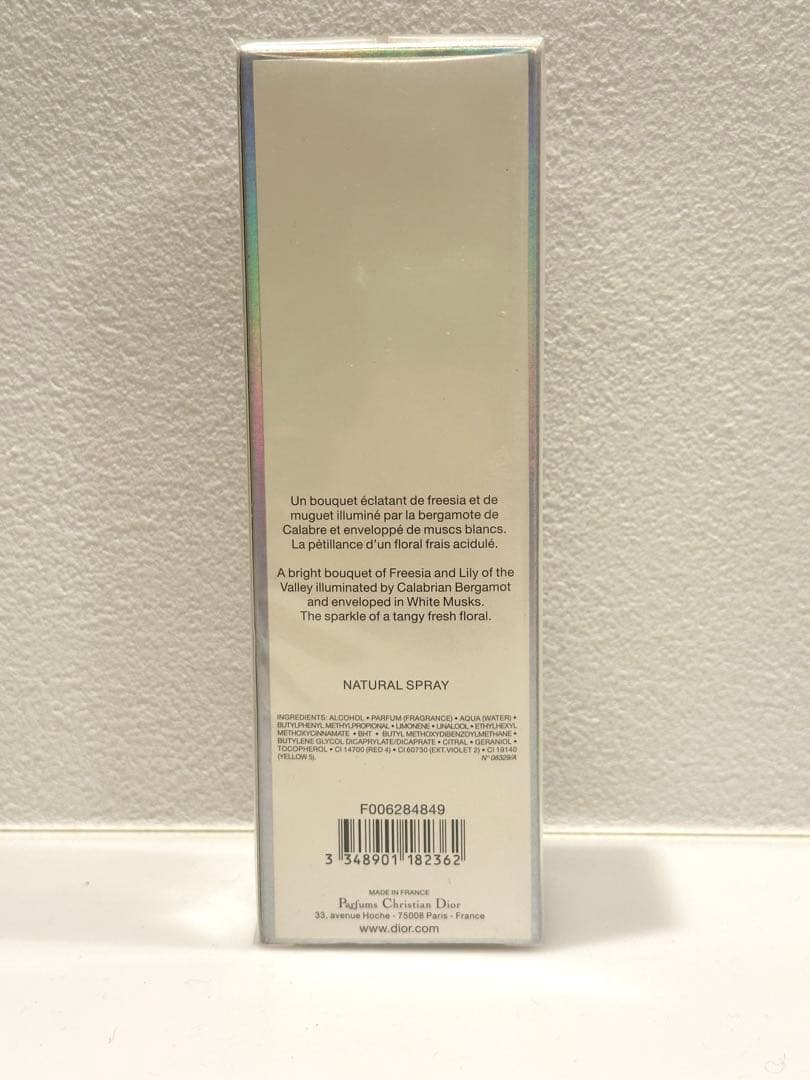 Un bouquet éclatant de freesia et de
muguet illuminé par la bergamote de
Calabre et enveloppé de muscs blancs.
La pétillance d'un floral frais acidulé.
A bright bouquet of Freesia and Lily of the
Valley illuminated by Calabrian Bergamot
and enveloped in White Musks.
The sparkle of a tangy fresh floral.
NATURAL SPRAY
INGREDIENTS: ALCOHOL • PARFUM (FRAGRANCE) • AQUA (WATER) •
BUTYLPHENYL METHYLPROPIONAL • LIMONENE • LINALOOL • ETHYLHEXYL
METHOXYCINNAMATE • BHT • BUTYL METHOXYDIBENZOYLMETHANE •
BUTYLENE GLYCOL DICAPRYLATE/DICAPRATE • CITRAL • GERANIOL •
TOCOPHEROL • CI 14700 (RED 4) • CI 60730 (EXT. VIOLET 2) • CI 19140
(YELLOW 5). N° 08329/A
F006284849
3 348901 182362
MADE IN FRANCE
Parfums Christian Dior
33, avenue Hoche - 75008 Paris - France
www.dior.com